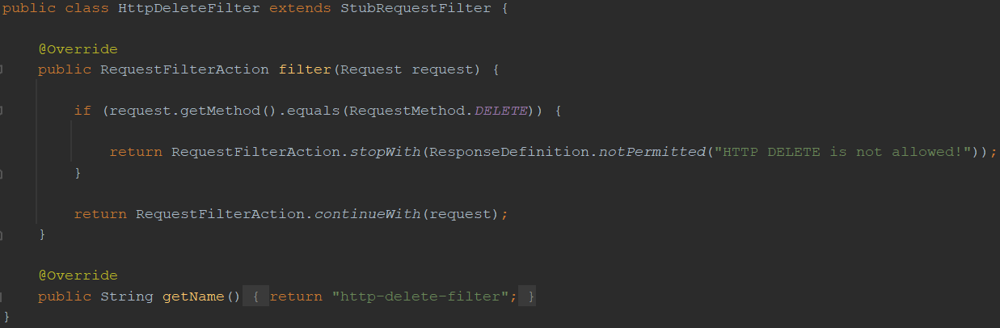 public class HttpDeleteFilter extends StubRequestFilter {
@Override
public RequestFilterAction filter(Request request) {
if (request.getMethod().equals(RequestMethod.DELETE)) {
return RequestFilterAction.stopWith(ResponseDefinition.notPermitted("HTTP DELETE is not allowed!"));
}
return RequestFilterAction.continueWith(request);
}
@Override
public String getName() { return "http-delete-filter"; }
}